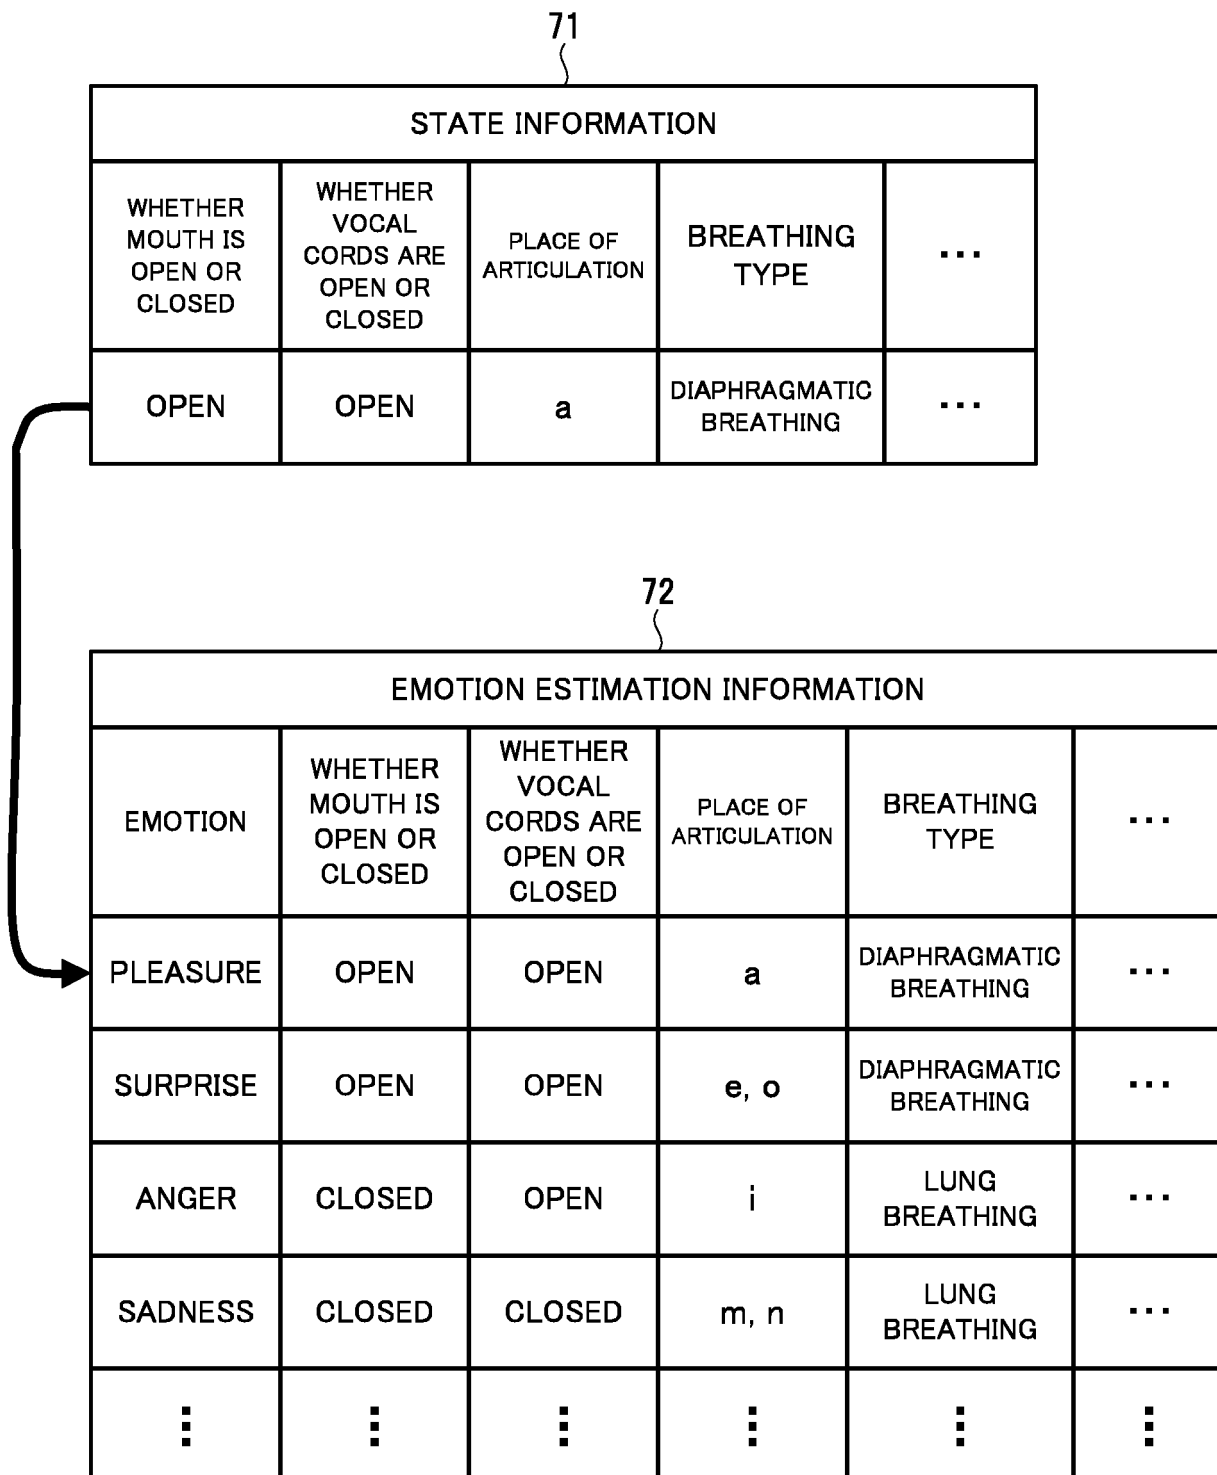 71
STATE INFORMATION
WHETHER
MOUTH IS
OPEN OR
CLOSED
WHETHER
VOCAL
CORDS ARE
OPEN OR
CLOSED
PLACE OF
ARTICULATION
BREATHING
TYPE
...
OPEN
OPEN
a
DIAPHRAGMATIC
BREATHING
...
72
EMOTION ESTIMATION INFORMATION
EMOTION
WHETHER
MOUTH IS
OPEN OR
CLOSED
WHETHER
VOCAL
CORDS ARE
OPEN OR
CLOSED
PLACE OF
ARTICULATION
BREATHING
TYPE
...
PLEASURE
OPEN
OPEN
a
DIAPHRAGMATIC
BREATHING
...
SURPRISE
OPEN
OPEN
e, o
DIAPHRAGMATIC
BREATHING
...
ANGER
CLOSED
OPEN
i
LUNG
BREATHING
...
SADNESS
CLOSED
CLOSED
m, n
LUNG
BREATHING
...
⋮
⋮
⋮
⋮
⋮
⋮